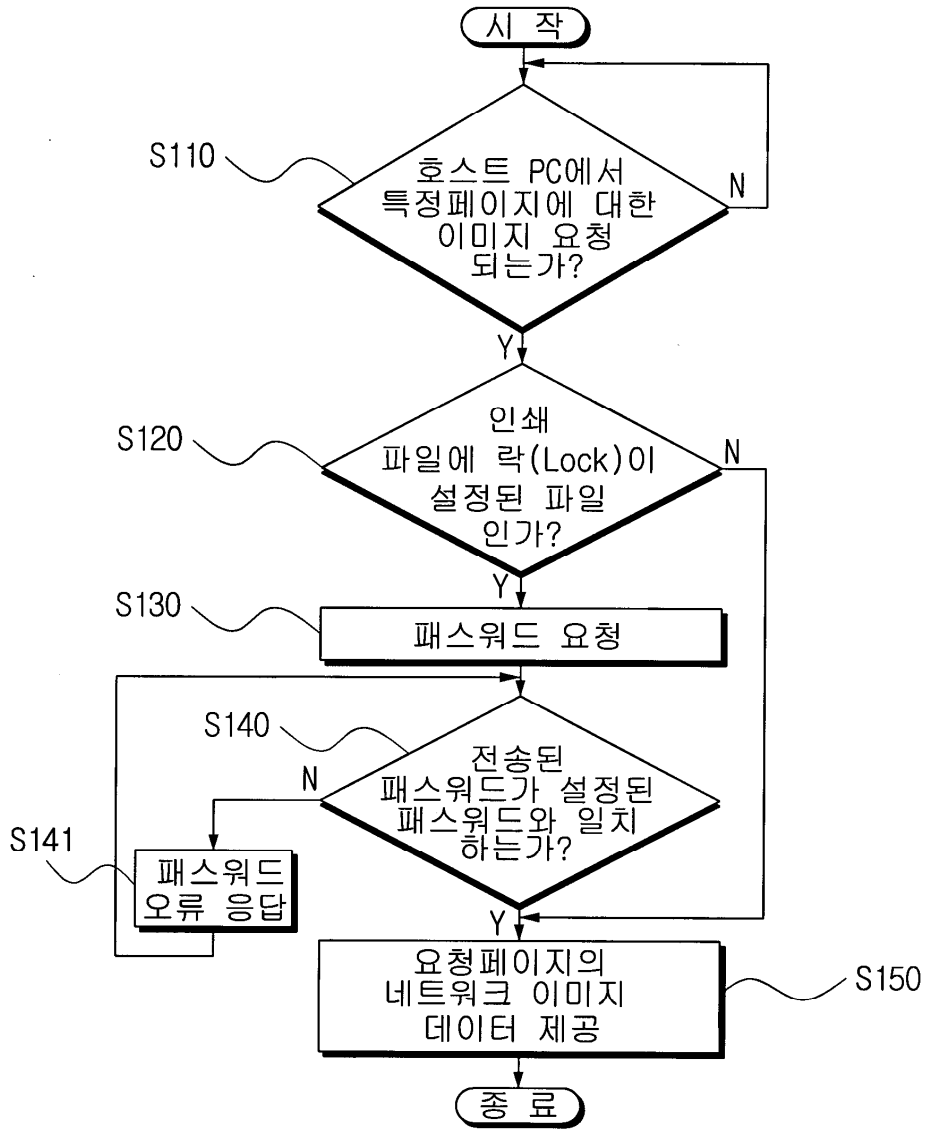 시 작
S110
호스트 PC에서
특정페이지에 대한
이미지 요청
되는가?
N
Y
S120
인쇄
파일에 락(Lock)이
설정된 파일
인가?
N
Y
S130
패스워드 요청
S140
전송된
패스워드가 설정된
패스워드와 일치
하는가?
N
S141
패스워드
오류 응답
Y
요청페이지의
네트워크 이미지
데이터 제공
S150
종 료